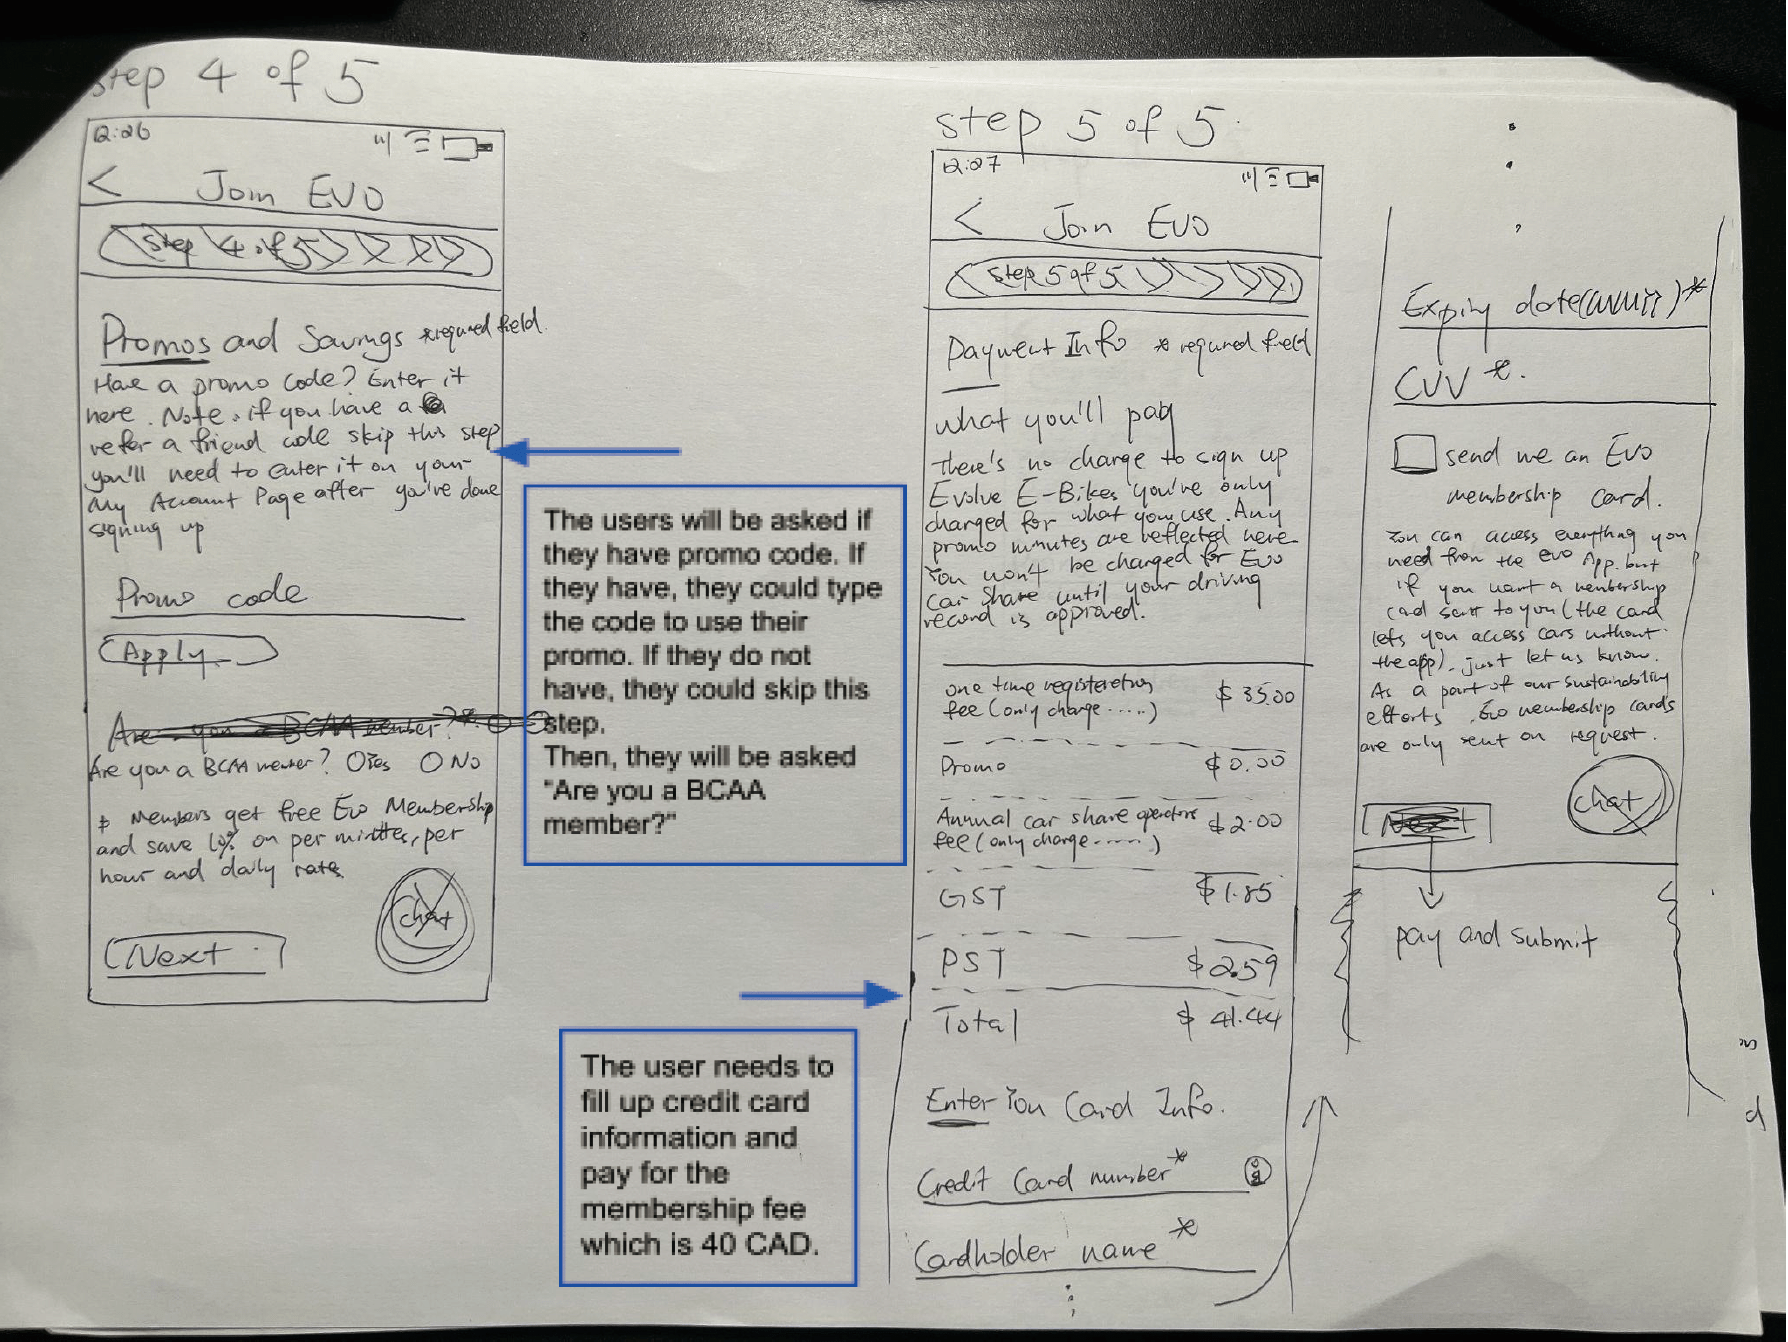 step 4 of 5
12:26
< Join EVO
step 4 of 5
Promos and Savings *required field.
Have a promo code? Enter it
here. Note, if you have a
refer a friend code skip this step
you'll need to enter it on your
My Account Page after you've done
signing up
Promo code
Apply
Are you a BCAA member?*
Are you a BCAA member? Yes No
* Members get free Evo Membership
and save 10% on per minutes, per
hour and daily rate.
chat
Next
The users will be asked if
they have promo code. If
they have, they could type
the code to use their
promo. If they do not
have, they could skip this
step.
Then, they will be asked
"Are you a BCAA
member?"
The user needs to
fill up credit card
information and
pay for the
membership fee
which is 40 CAD.
step 5 of 5.
12:27
< Join EVO
step 5 of 5
Payment Info * required field
what you'll pay
There's no charge to sign up
Evolve E-Bikes you're only
charged for what you use. Any
promo minutes are reflected here
You won't be charged for Evo
car share until your driving
record is approved.
one time registeration $35.00
fee (only charge ......)
Promo $0.00
Annual car share operations $2.00
fee (only charge ......)
GST $1.85
PST $2.59
Total $41.44
Enter You Card Info.
Credit Card number*
Cardholder name*
Expiry date *
CVV *.
send me an Evo
membership card.
You can access everything you
need from the evo App. but
if you want a membership
card sent to you (the card
lets you access cars without
the app). just let us know.
As a part of our sustainability
efforts. Evo membership cards
are only sent on request.
chat
Next
pay and submit